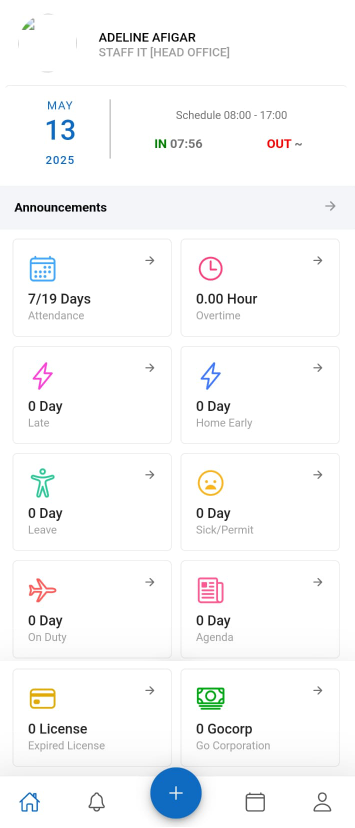 ADELINE AFIGAR
STAFF IT [HEAD OFFICE]
MAY
13
2025
Schedule 08:00 - 17:00
IN 07:56
OUT ~
Announcements
7/19 Days
Attendance
0.00 Hour
Overtime
0 Day
Late
0 Day
Home Early
0 Day
Leave
0 Day
Sick/Permit
0 Day
On Duty
0 Day
Agenda
0 License
Expired License
0 Gocorp
Go Corporation